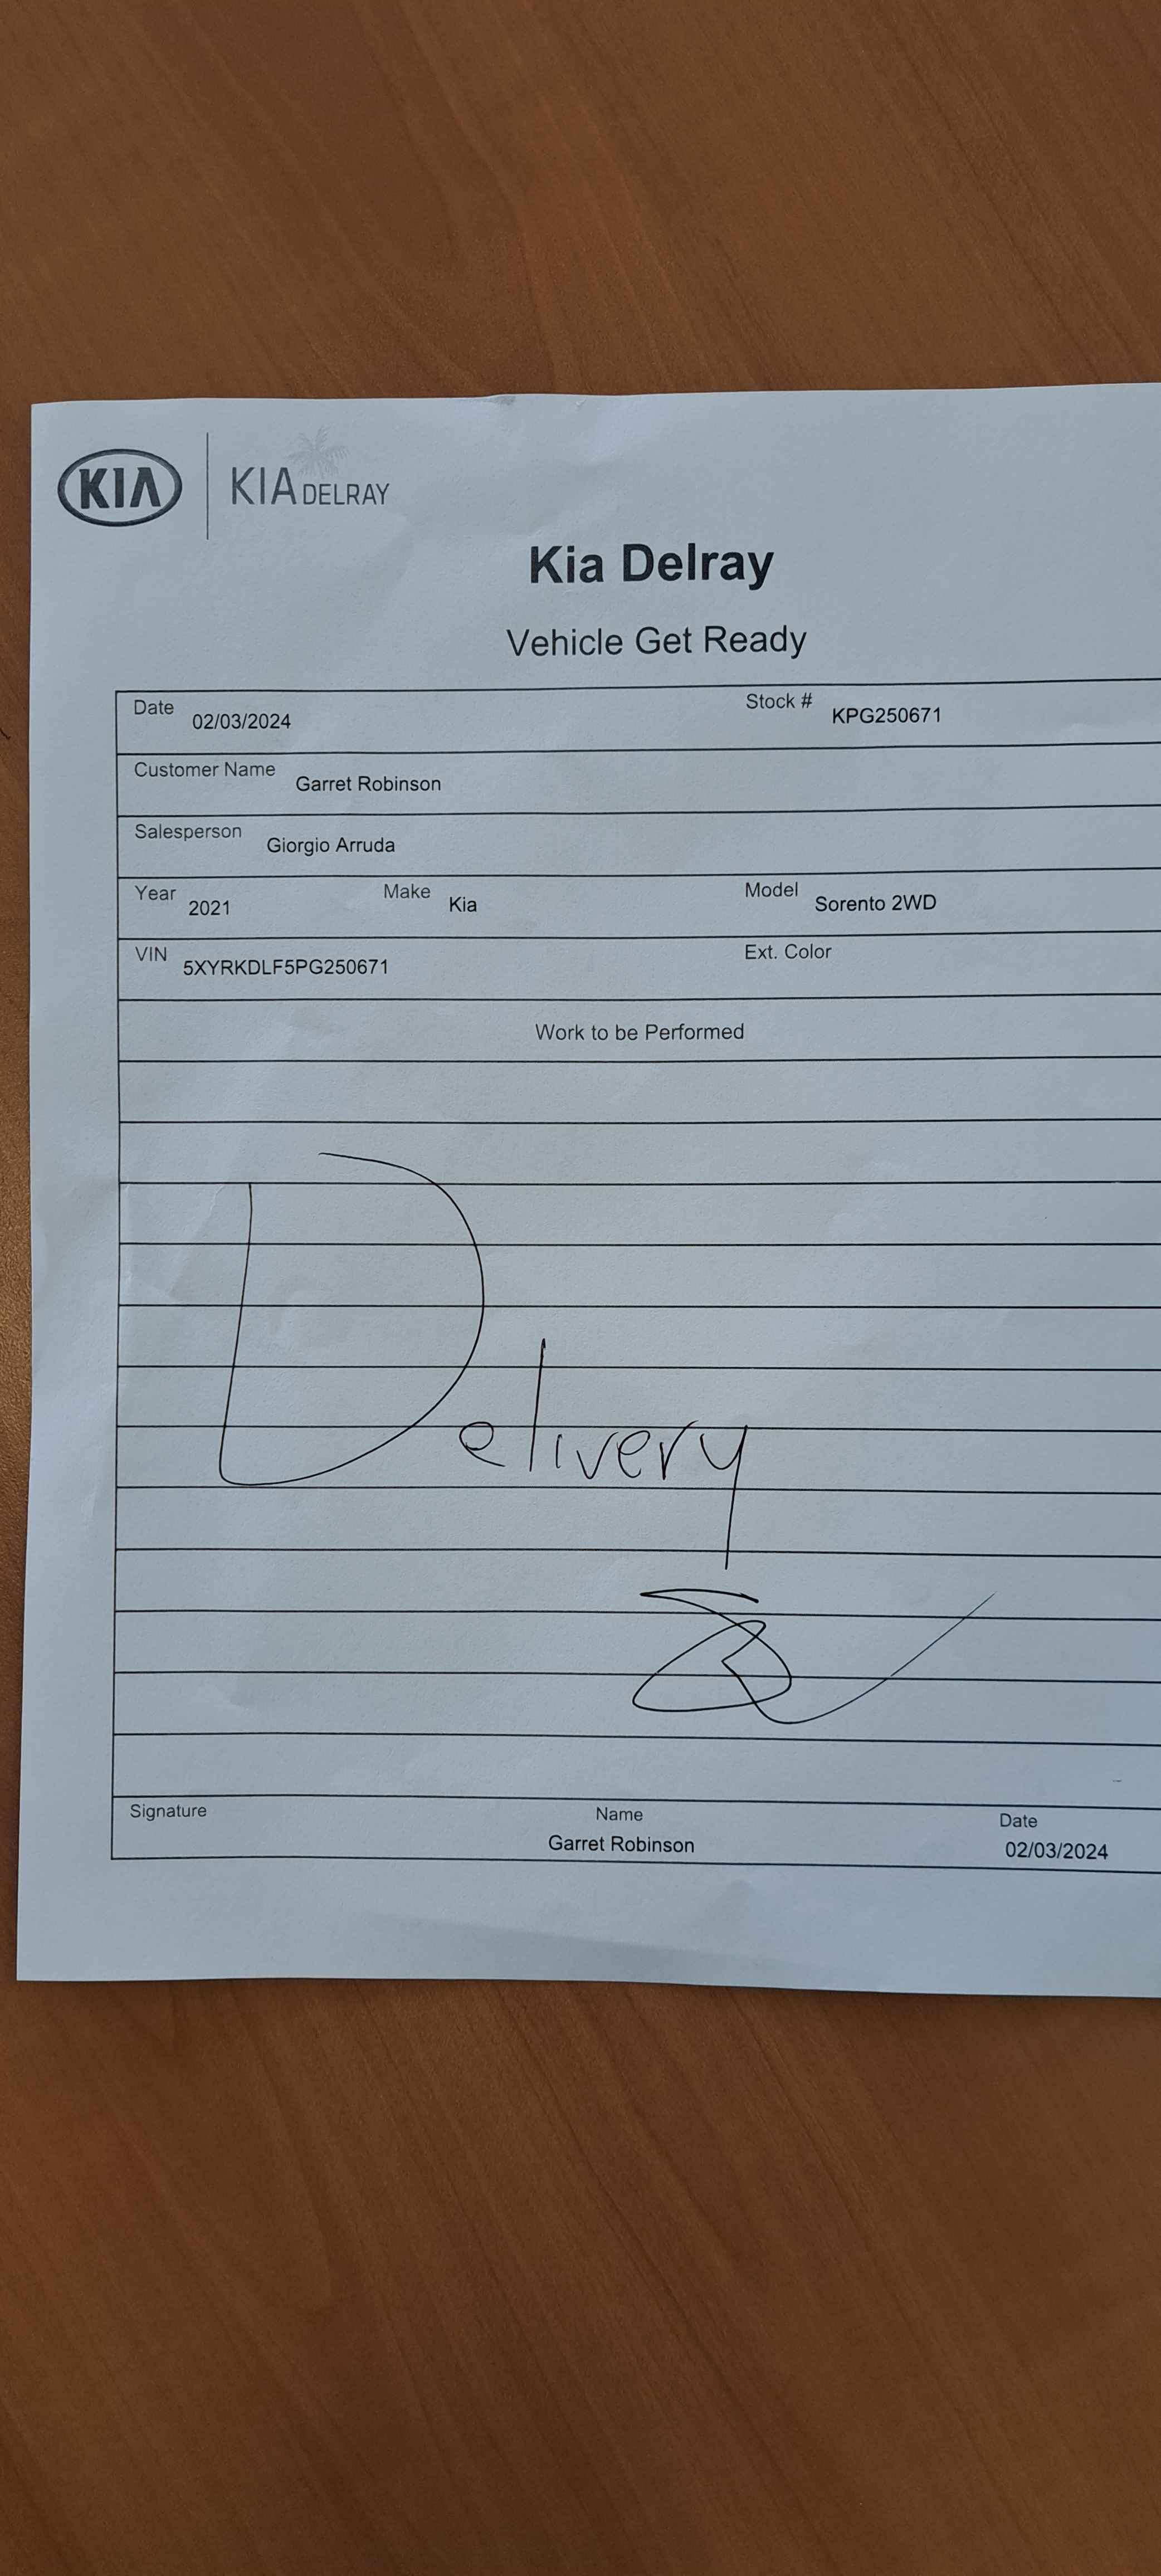 KIA KIA DELRAY
Kia Delray
Vehicle Get Ready
Date 02/03/2024 Stock # KPG250671
Customer Name Garret Robinson
Salesperson Giorgio Arruda
Year 2021 Make Kia Model Sorento 2WD
VIN 5XYRKDLF5PG250671 Ext. Color
Work to be Performed
Delivery
Signature Name Date
Garret Robinson 02/03/2024